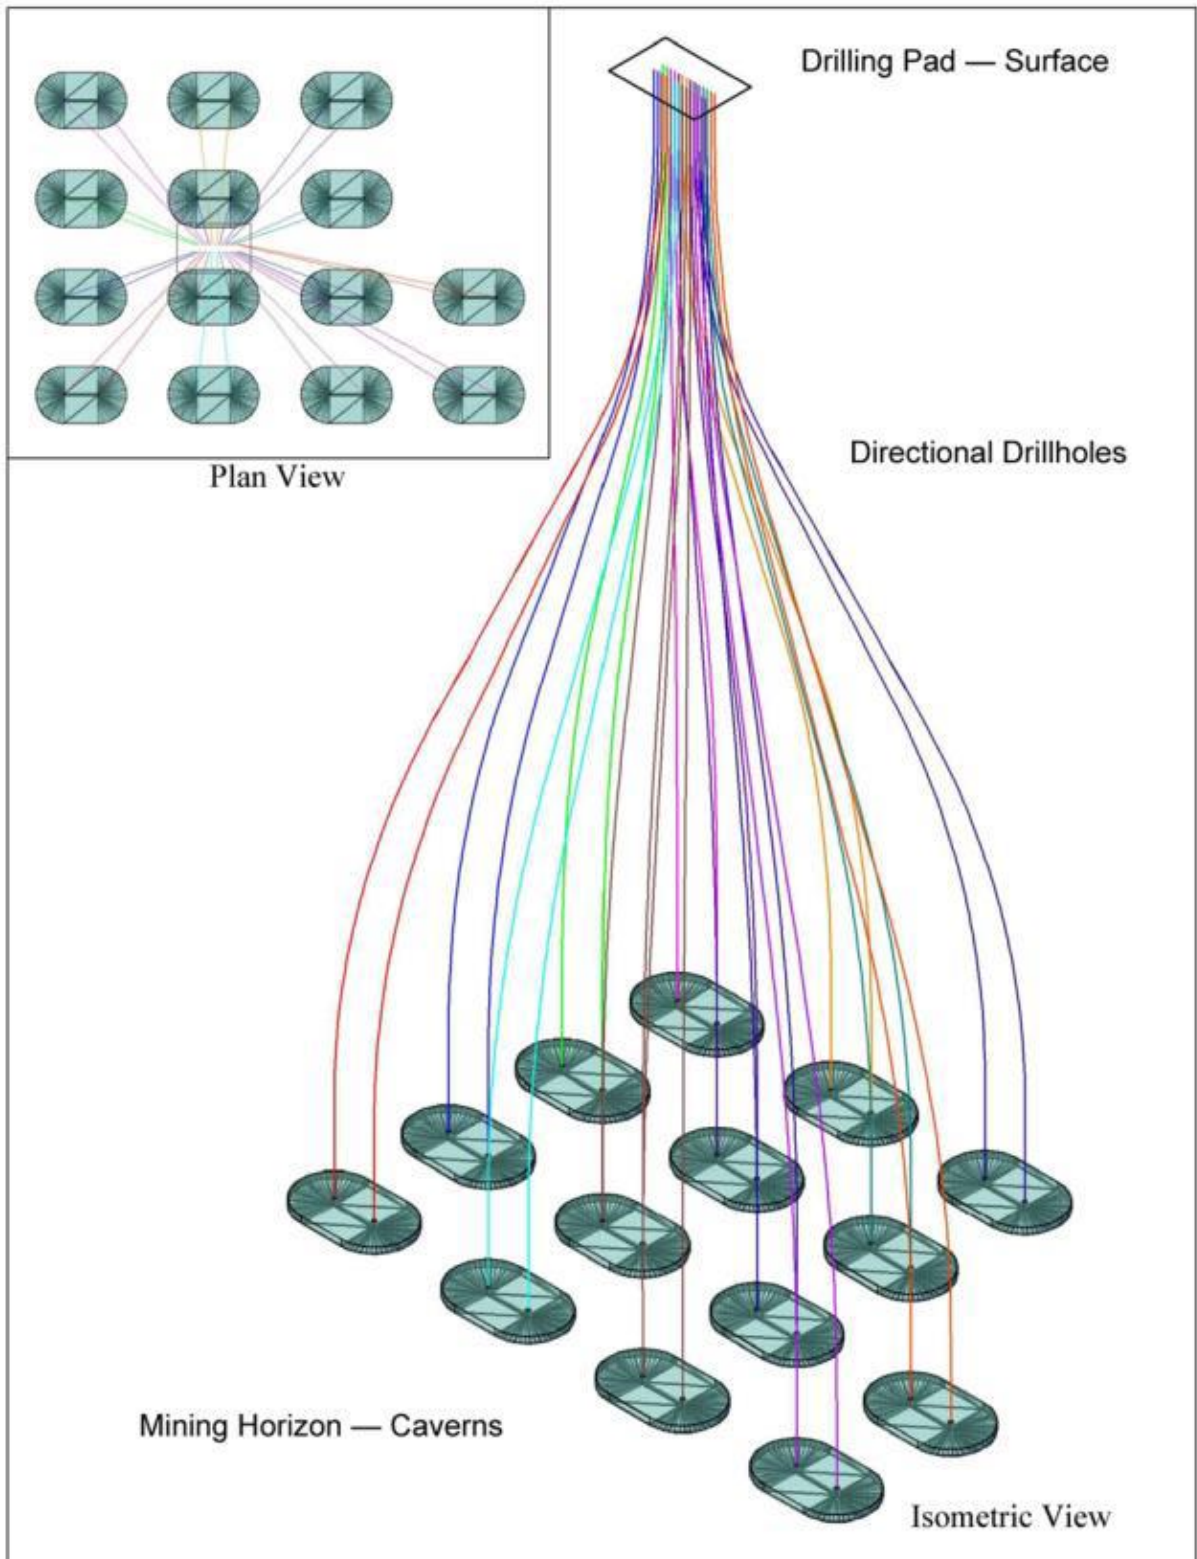 Drilling Pad — Surface
Plan View
Directional Drillholes
Mining Horizon — Caverns
Isometric View